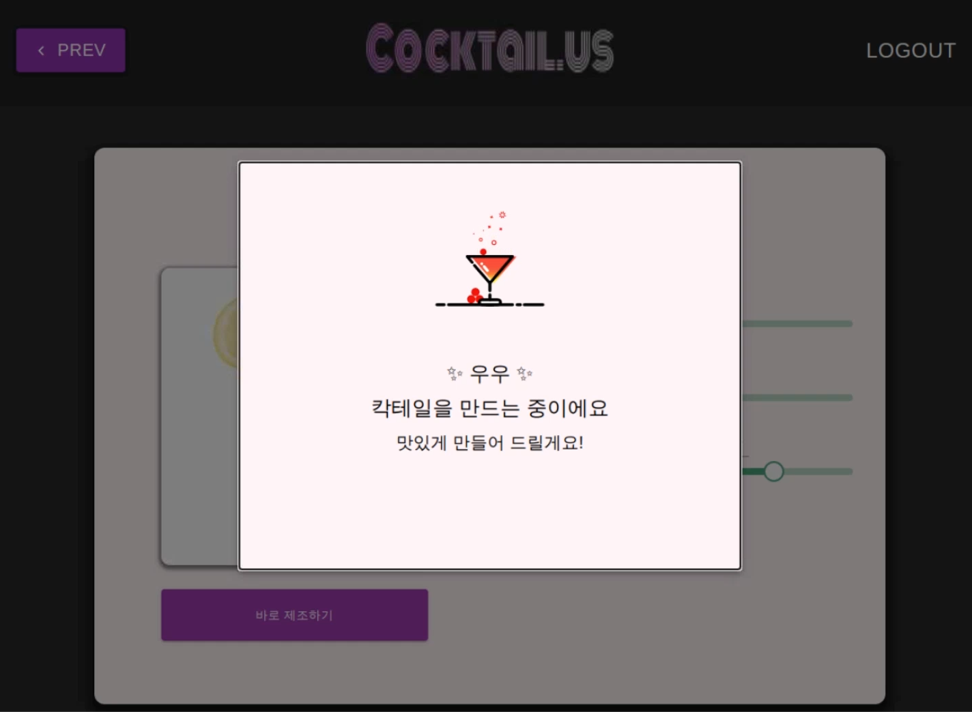 PREV
COCKTAIL.US
LOGOUT
✨ 우우 ✨
칵테일을 만드는 중이에요
맛있게 만들어 드릴게요!
바로 제조하기